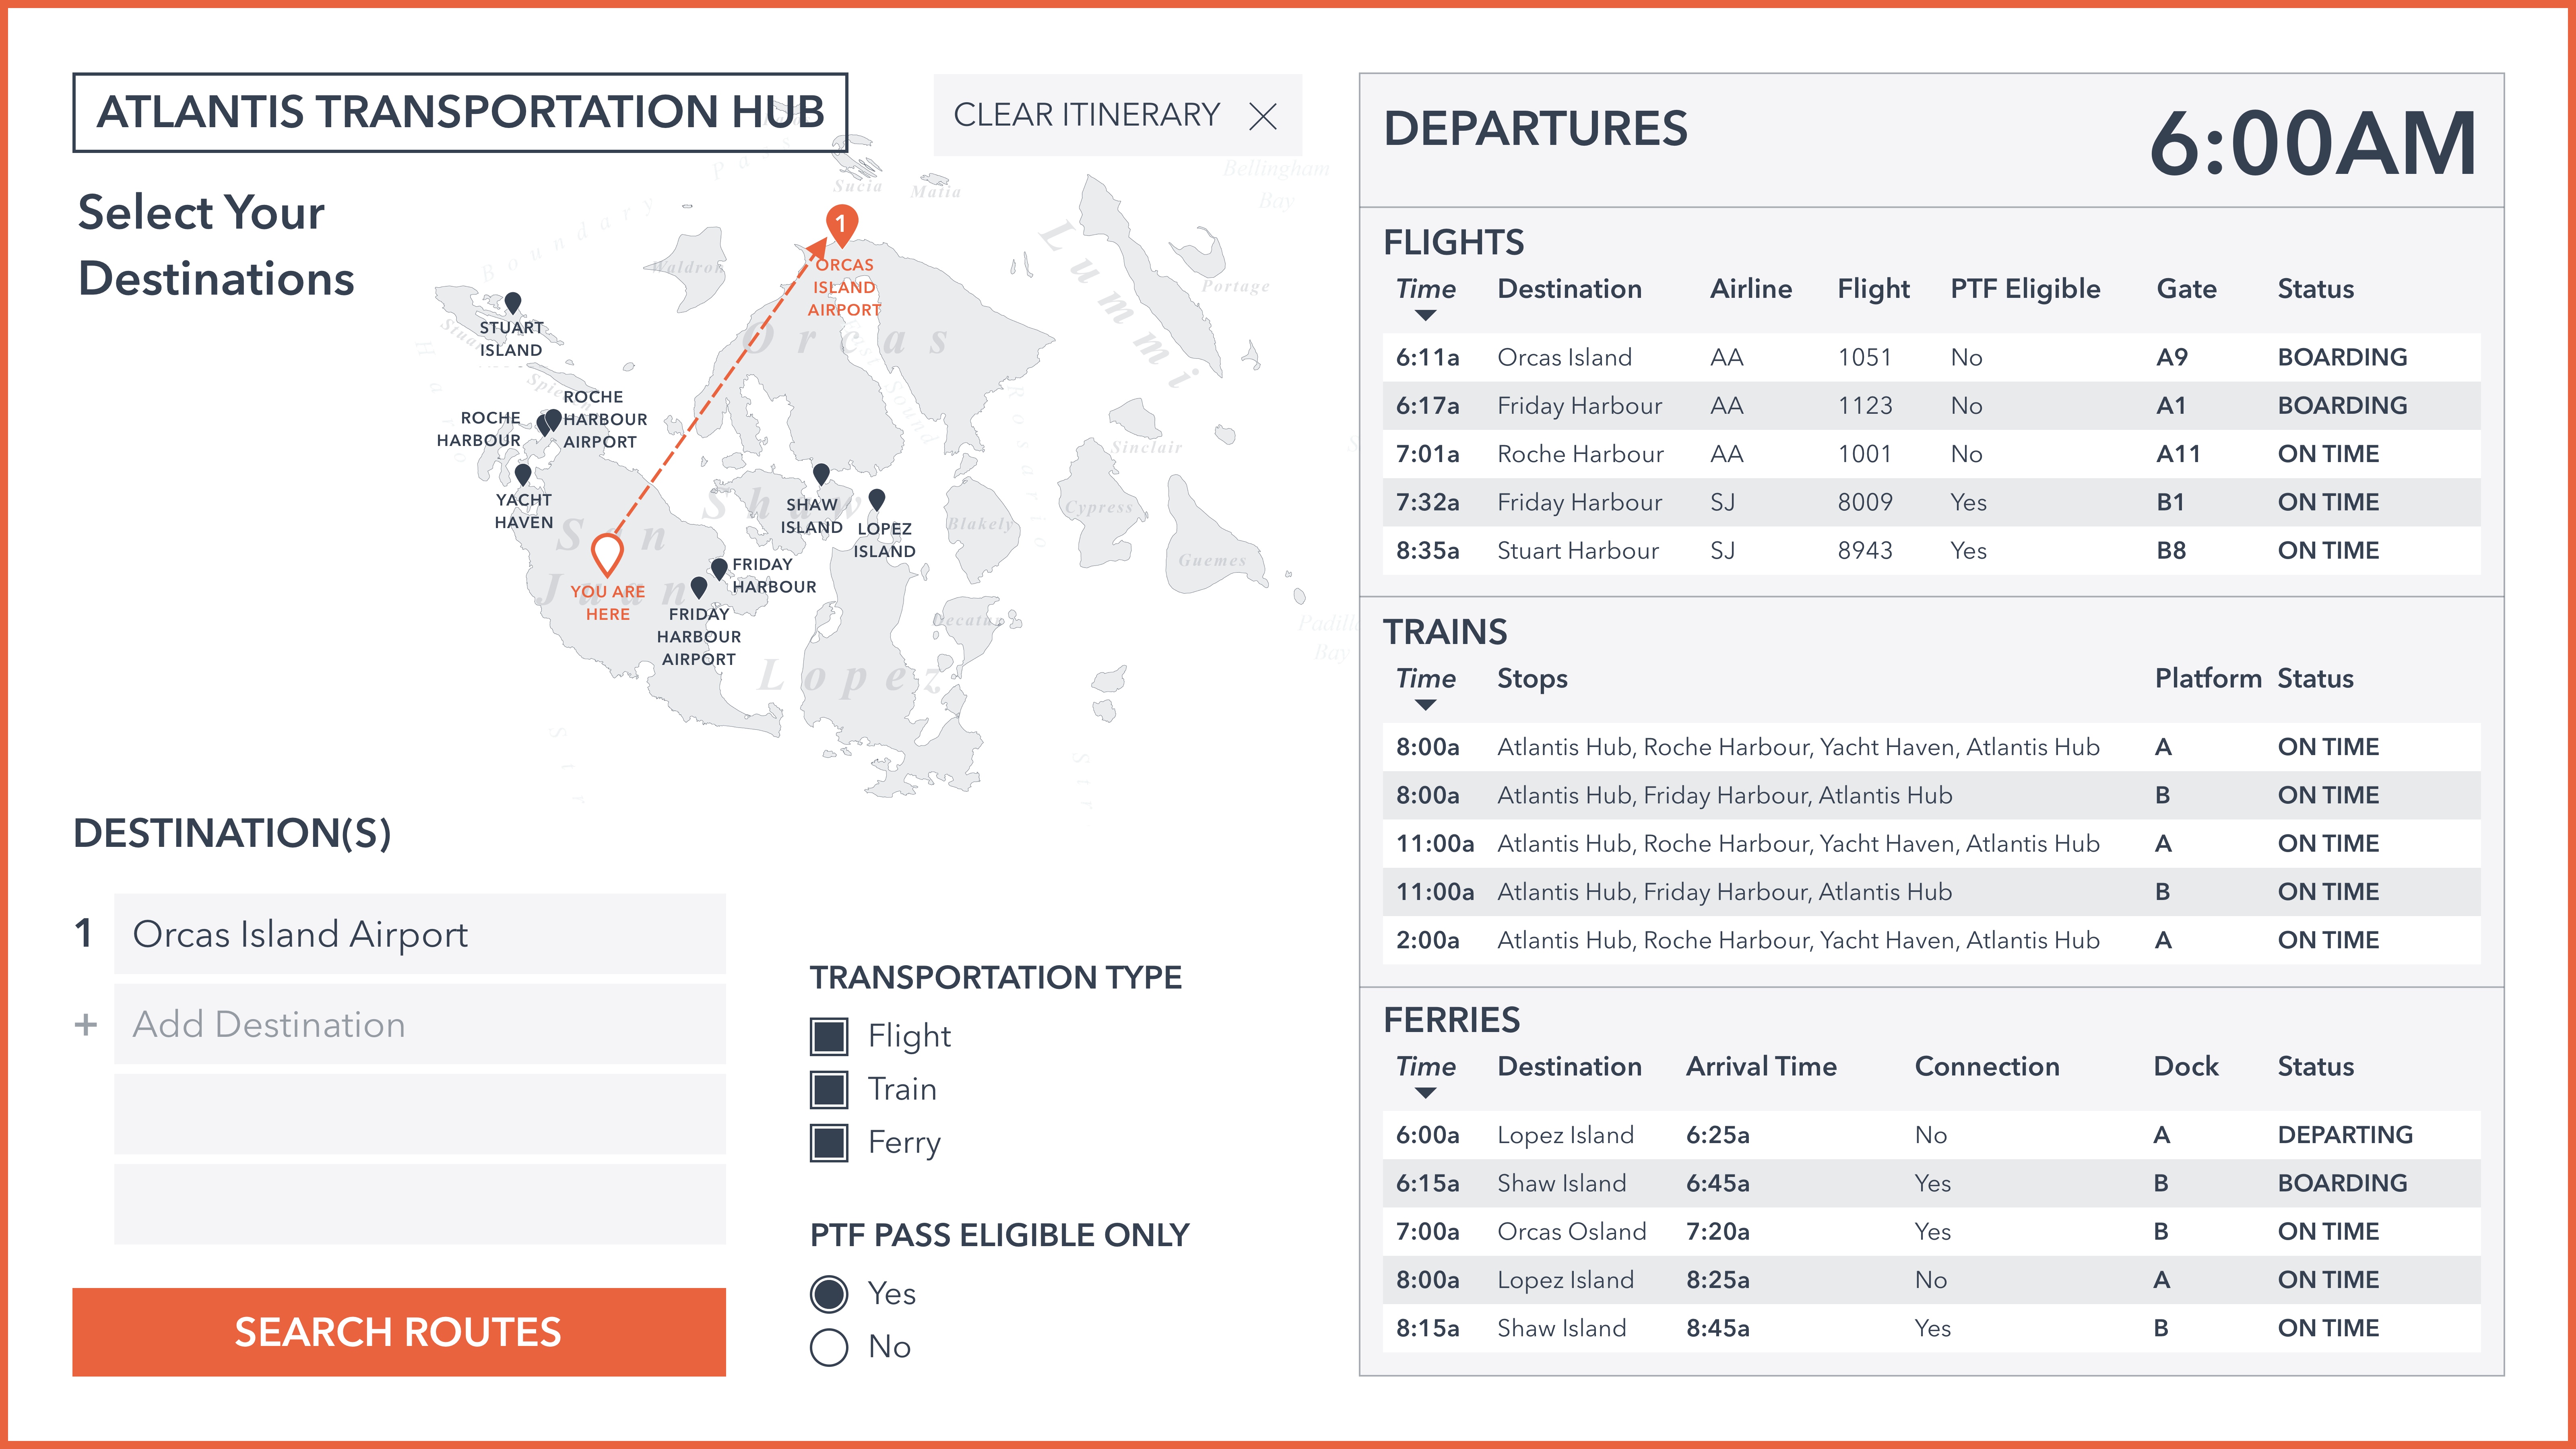 ATLANTIS TRANSPORTATION HUB
CLEAR ITINERARY
Select Your
Destinations
Sucia
Matia
Bellingham
Bay
Boundary
1
ORCAS
ISLAND
AIRPORT
Waldron
Orcas
Lummi
Portage
STUART
ISLAND
ROCHE
HARBOUR
ROCHE
HARBOUR
AIRPORT
YACHT
HAVEN
Sound
Rosario
Sinclair
Shaw
SHAW
ISLAND
LOPEZ
ISLAND
Blakely
Cypress
Guemes
San
Juan
YOU ARE
HERE
FRIDAY
HARBOUR
FRIDAY
HARBOUR
AIRPORT
Decatur
Lopez
Bay
DESTINATION(S)
1 Orcas Island Airport
+ Add Destination
SEARCH ROUTES
TRANSPORTATION TYPE
Flight
Train
Ferry
PTF PASS ELIGIBLE ONLY
Yes
No
DEPARTURES 6:00AM
FLIGHTS
Time Destination Airline Flight PTF Eligible Gate Status
6:11a Orcas Island AA 1051 No A9 BOARDING
6:17a Friday Harbour AA 1123 No A1 BOARDING
7:01a Roche Harbour AA 1001 No A11 ON TIME
7:32a Friday Harbour SJ 8009 Yes B1 ON TIME
8:35a Stuart Harbour SJ 8943 Yes B8 ON TIME
TRAINS
Time Stops Platform Status
8:00a Atlantis Hub, Roche Harbour, Yacht Haven, Atlantis Hub A ON TIME
8:00a Atlantis Hub, Friday Harbour, Atlantis Hub B ON TIME
11:00a Atlantis Hub, Roche Harbour, Yacht Haven, Atlantis Hub A ON TIME
11:00a Atlantis Hub, Friday Harbour, Atlantis Hub B ON TIME
2:00a Atlantis Hub, Roche Harbour, Yacht Haven, Atlantis Hub A ON TIME
FERRIES
Time Destination Arrival Time Connection Dock Status
6:00a Lopez Island 6:25a No A DEPARTING
6:15a Shaw Island 6:45a Yes B BOARDING
7:00a Orcas Osland 7:20a Yes B ON TIME
8:00a Lopez Island 8:25a No A ON TIME
8:15a Shaw Island 8:45a Yes B ON TIME